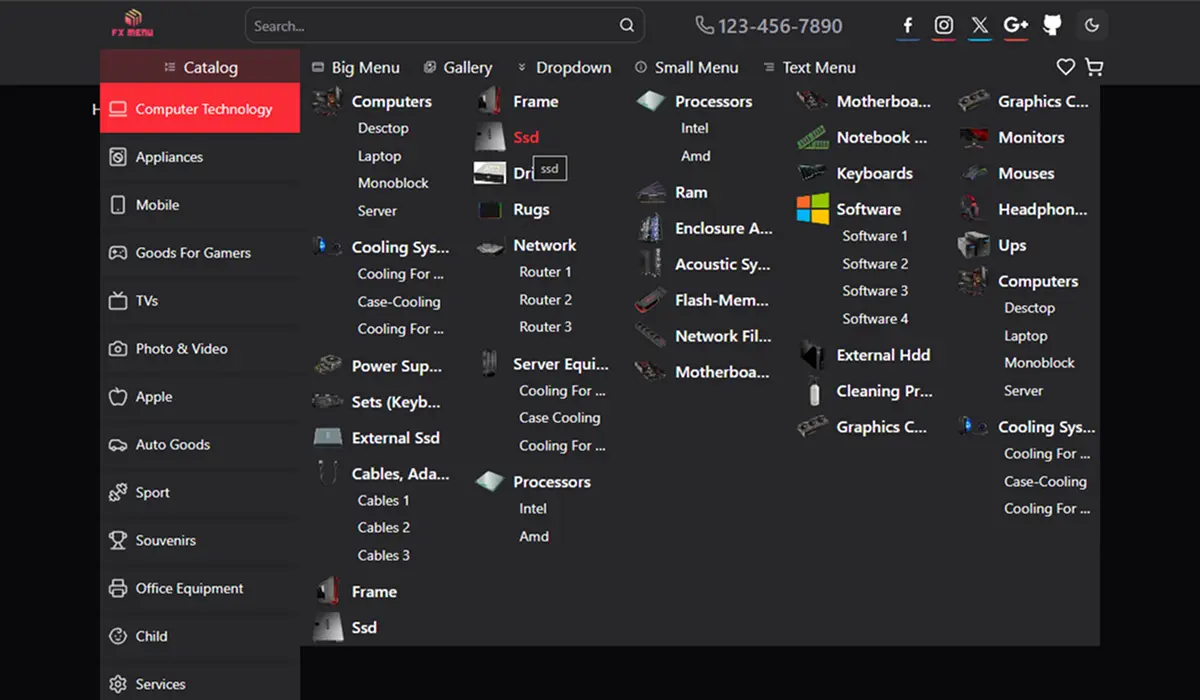 FX MENU
Search...
123-456-7890
Catalog
Big Menu
Gallery
Dropdown
Small Menu
Text Menu
H
Computer Technology
Appliances
Mobile
Goods For Gamers
TVs
Photo & Video
Apple
Auto Goods
Sport
Souvenirs
Office Equipment
Child
Services
Computers
Desctop
Laptop
Monoblock
Server
Cooling Sys...
Cooling For ...
Case-Cooling
Cooling For ...
Power Sup...
Sets (Keyb...
External Ssd
Cables, Ada...
Cables 1
Cables 2
Cables 3
Frame
Ssd
Frame
Ssd
Dri
ssd
Rugs
Network
Router 1
Router 2
Router 3
Server Equi...
Cooling For ...
Case Cooling
Cooling For ...
Processors
Intel
Amd
Processors
Intel
Amd
Ram
Enclosure A...
Acoustic Sy...
Flash-Mem...
Network Fil...
Motherboa...
Motherboa...
Notebook ...
Keyboards
Software
Software 1
Software 2
Software 3
Software 4
External Hdd
Cleaning Pr...
Graphics C...
Graphics C...
Monitors
Mouses
Headphon...
Ups
Computers
Desctop
Laptop
Monoblock
Server
Cooling Sys...
Cooling For ...
Case-Cooling
Cooling For ...